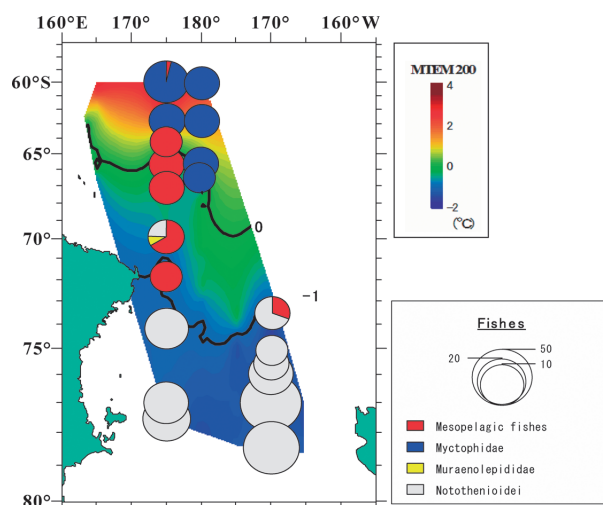 160°E 170° 180° 170° 160°W
60°S
65°
70°
75°
80°
0
-1
MTEM200
4
2
0
−2
(℃)
Fishes
50
20
10
Mesopelagic fishes
Myctophidae
Muraenolepididae
Notothenioidei